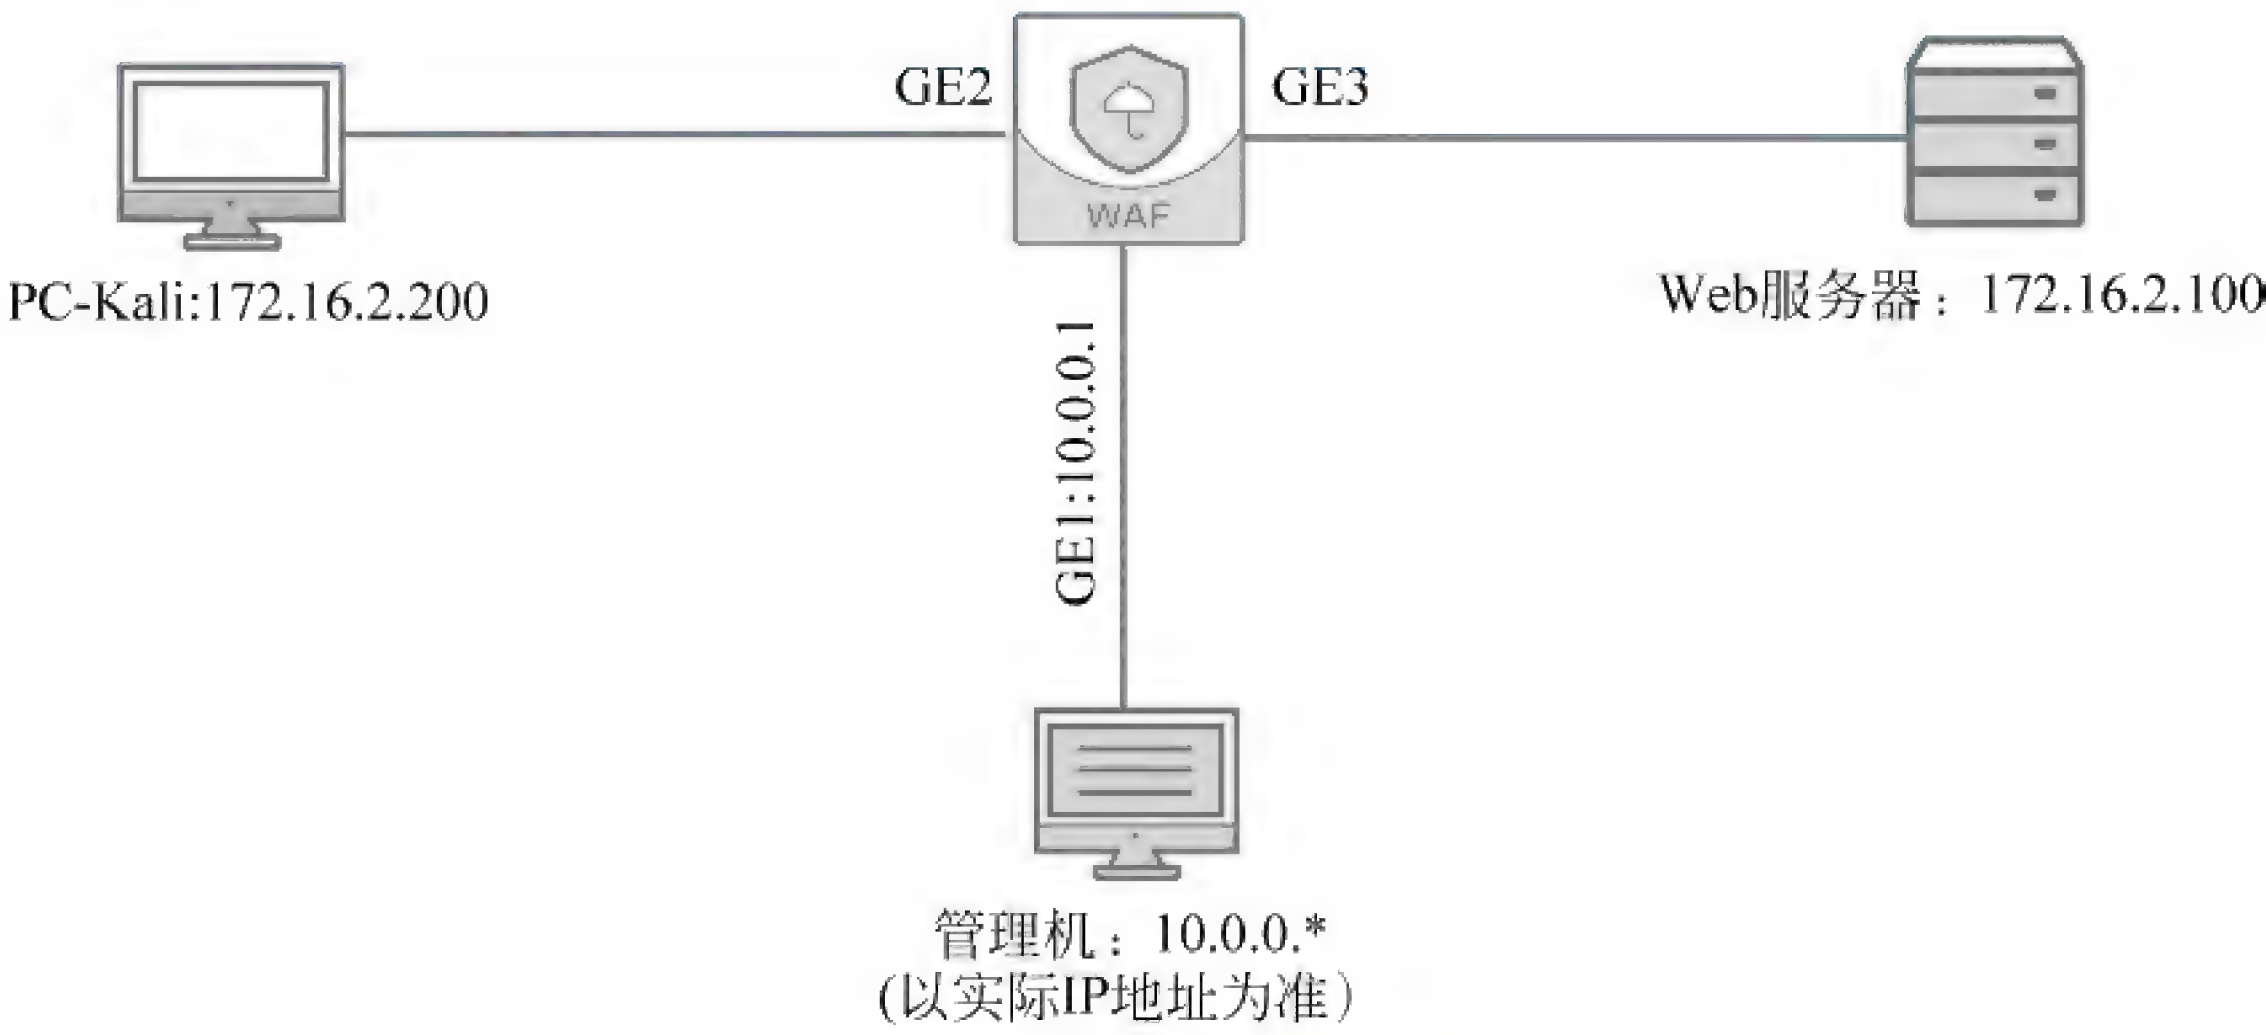 GE2
GE3
WAF
PC-Kali:172.16.2.200
Web服务器：172.16.2.100
GE1:10.0.0.1
管理机：10.0.0.*
(以实际IP地址为准)